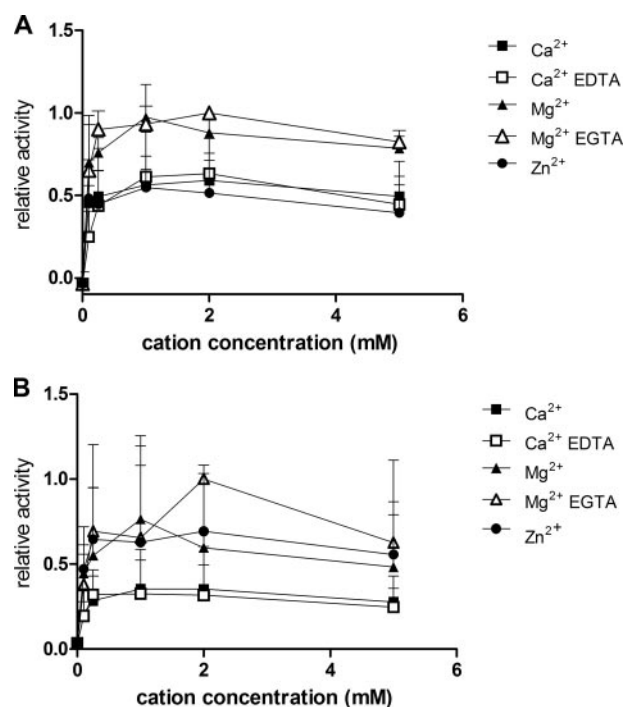 A
1.5
1.0
0.5
0.0
relative activity
0
2
4
6
cation concentration (mM)
Ca²⁺
Ca²⁺ EDTA
Mg²⁺
Mg²⁺ EGTA
Zn²⁺
B
1.5
1.0
0.5
0.0
relative activity
0
2
4
6
cation concentration (mM)
Ca²⁺
Ca²⁺ EDTA
Mg²⁺
Mg²⁺ EGTA
Zn²⁺